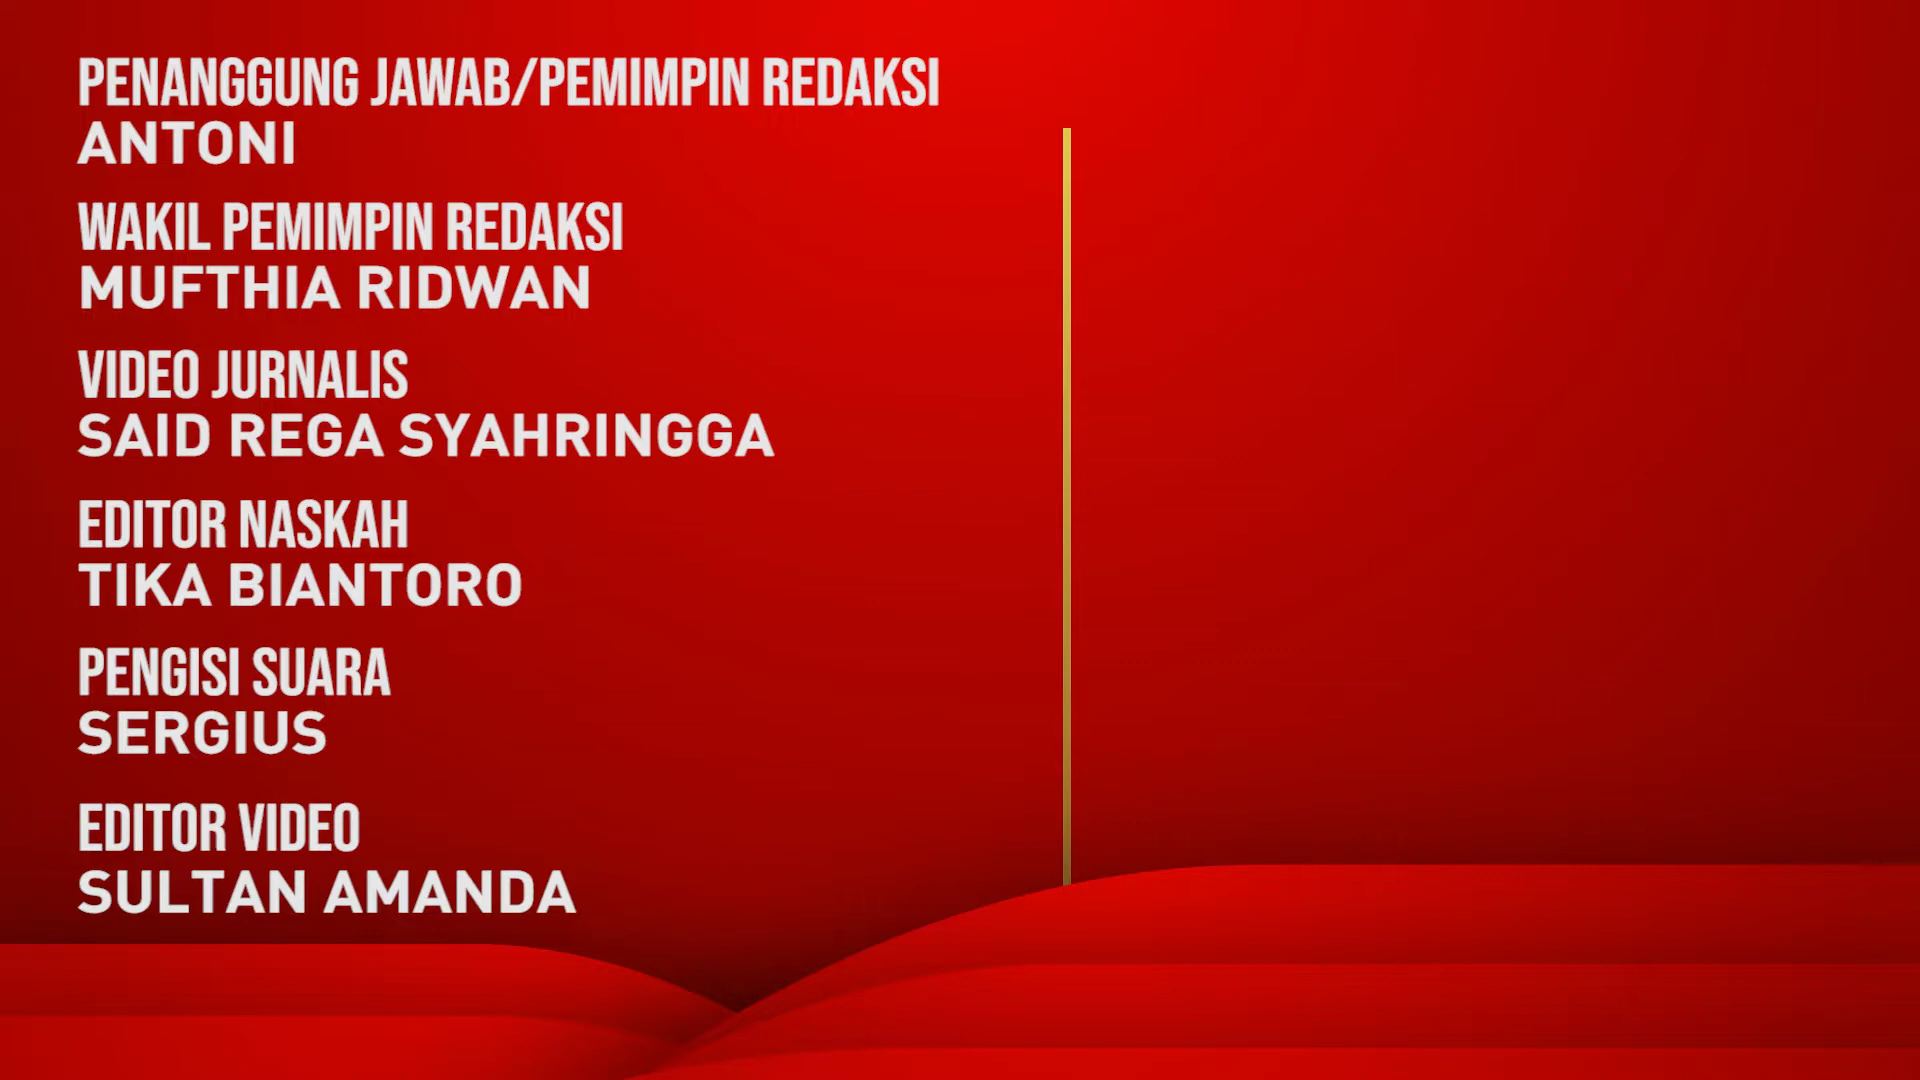 PENANGGUNG JAWAB/PEMIMPIN REDAKSI
ANTONI
WAKIL PEMIMPIN REDAKSI
MUFTHIA RIDWAN
VIDEO JURNALIS
SAID REGA SYAHRINGGA
EDITOR NASKAH
TIKA BIANTORO
PENGISI SUARA
SERGIUS
EDITOR VIDEO
SULTAN AMANDA